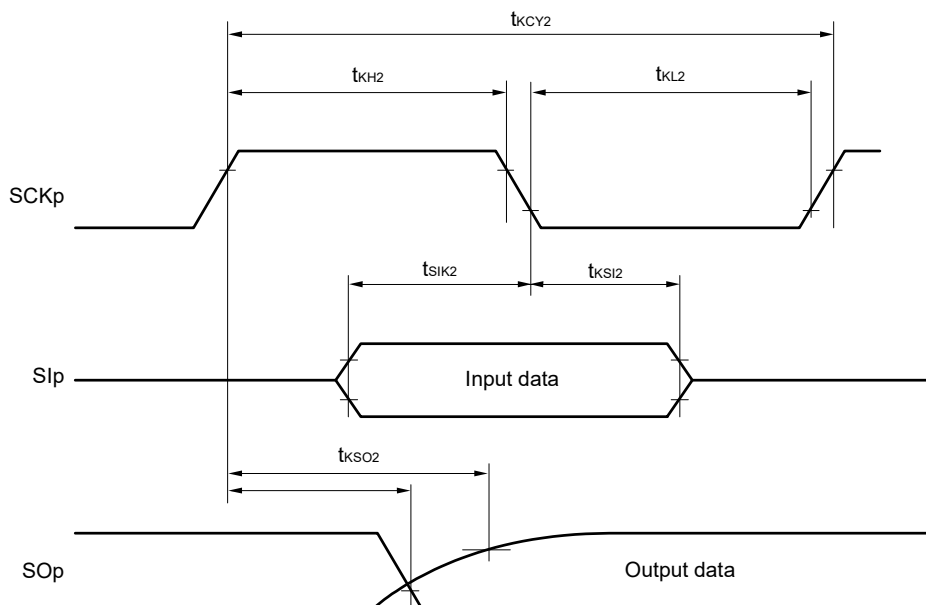 tKCY2
tKH2
tKL2
SCKp
tSIK2
tKSI2
SIp
Input data
tKSO2
SOp
Output data